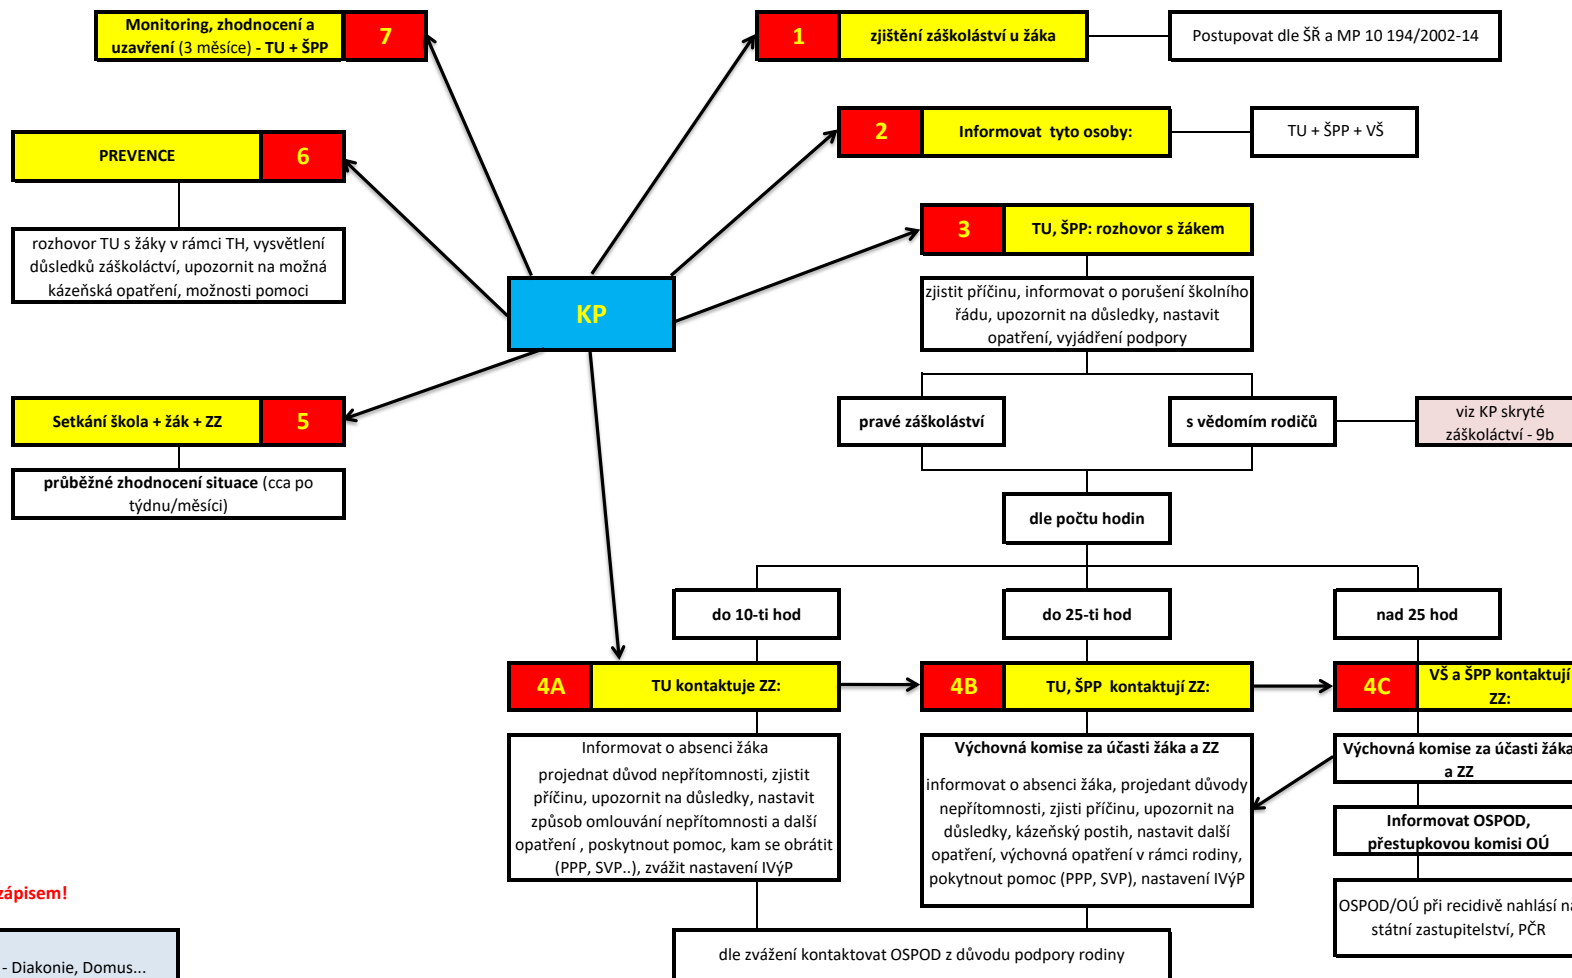 Monitoring, zhodnocení a
uzavření (3 měsíce) - TU + ŠPP
7
1
zjištění záškoláství u žáka
Postupovat dle ŠŘ a MP 10 194/2002-14
2
Informovat tyto osoby:
TU + ŠPP + VŠ
PREVENCE
6
rozhovor TU s žáky v rámci TH, vysvětlení
důsledků záškoláctví, upozornit na možná
kázeňská opatření, možnosti pomoci
3
TU, ŠPP: rozhovor s žákem
zjistit příčinu, informovat o porušení školního
řádu, upozornit na důsledky, nastavit
opatření, vyjádření podpory
KP
Setkání škola + žák + ZZ
5
průběžné zhodnocení situace (cca po
týdnu/měsíci)
pravé záškoláství
s vědomím rodičů
viz KP skryté
záškoláctví - 9b
dle počtu hodin
do 10-ti hod
do 25-ti hod
nad 25 hod
4A
TU kontaktuje ZZ:
4B
TU, ŠPP kontaktují ZZ:
4C
VŠ a ŠPP kontaktují
ZZ:
Informovat o absenci žáka
projednat důvod nepřítomnosti, zjistit
příčinu, upozornit na důsledky, nastavit
způsob omlouvání nepřítomnosti a další
opatření , poskytnout pomoc, kam se obrátit
(PPP, SVP..), zvážit nastavení IVýP
Výchovná komise za účasti žáka a ZZ
informovat o absenci žáka, projedant důvody
nepřítomnosti, zjisti příčinu, upozornit na
důsledky, kázeňský postih, nastavit další
opatření, výchovná opatření v rámci rodiny,
pokytnout pomoc (PPP, SVP), nastavení IVýP
Výchovná komise za účasti žáka
a ZZ
Informovat OSPOD,
přestupkovou komisi OÚ
OSPOD/OÚ při recidivě nahlásí na
státní zastupitelství, PČR
dle zvážení kontaktovat OSPOD z důvodu podpory rodiny
zápisem!
- Diakonie, Domus...